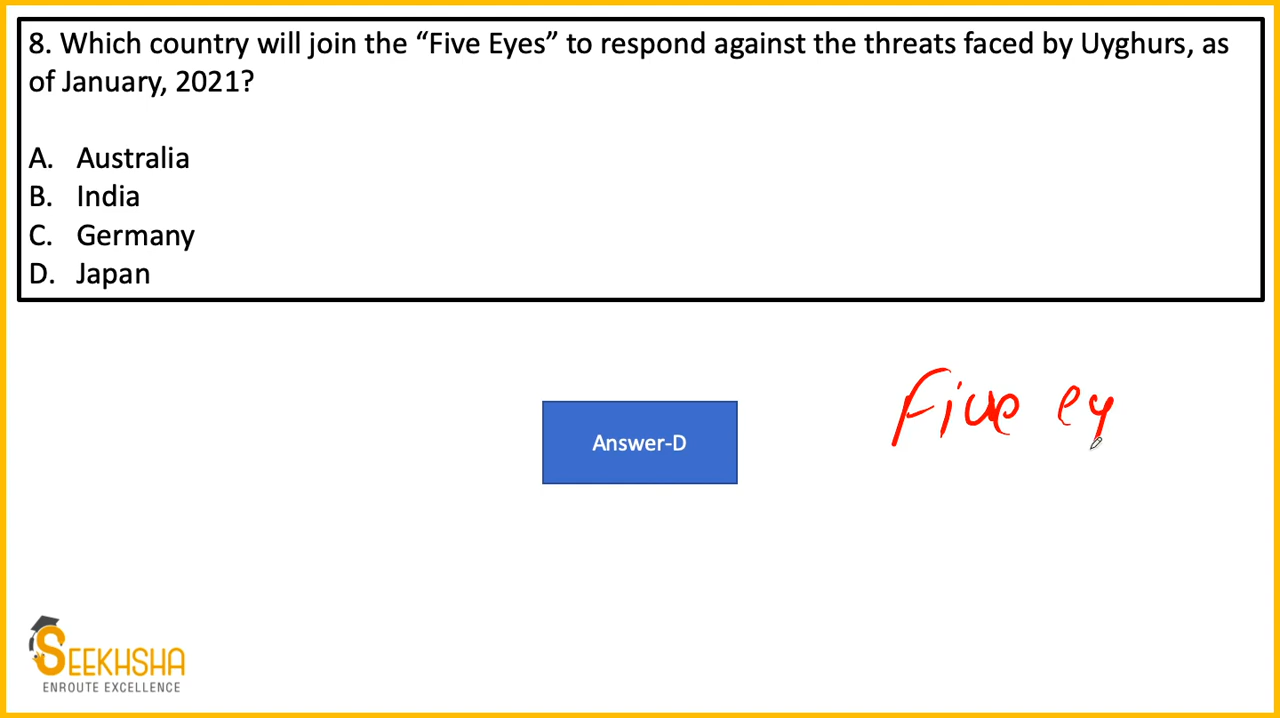 8. Which country will join the “Five Eyes” to respond against the threats faced by Uyghurs, as
of January, 2021?
A. Australia
B. India
C. Germany
D. Japan
Answer-D
Five ey
SEEKHSHA
ENROUTE EXCELLENCE